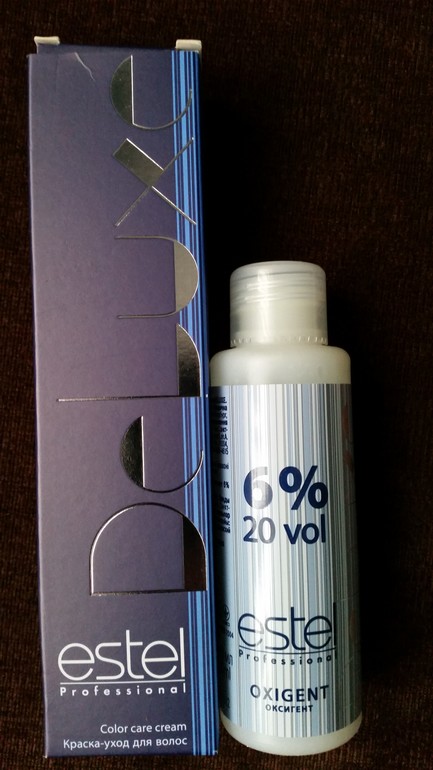 DeLuxe
estel
Professional
Color care cream
Краска-уход для волос
6%
20 vol
estel
Professional
OXIGENT
ОКСИГЕНТ